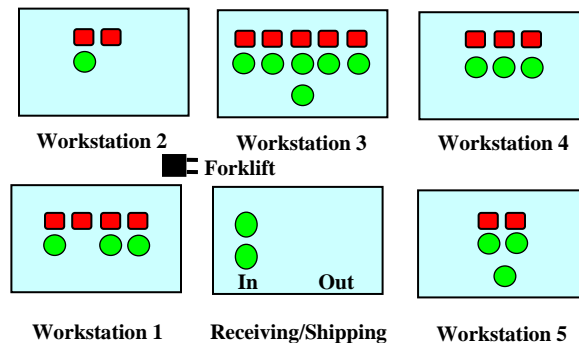 Workstation 2
Workstation 3
Workstation 4
Forklift
In
Out
Workstation 1
Receiving/Shipping
Workstation 5